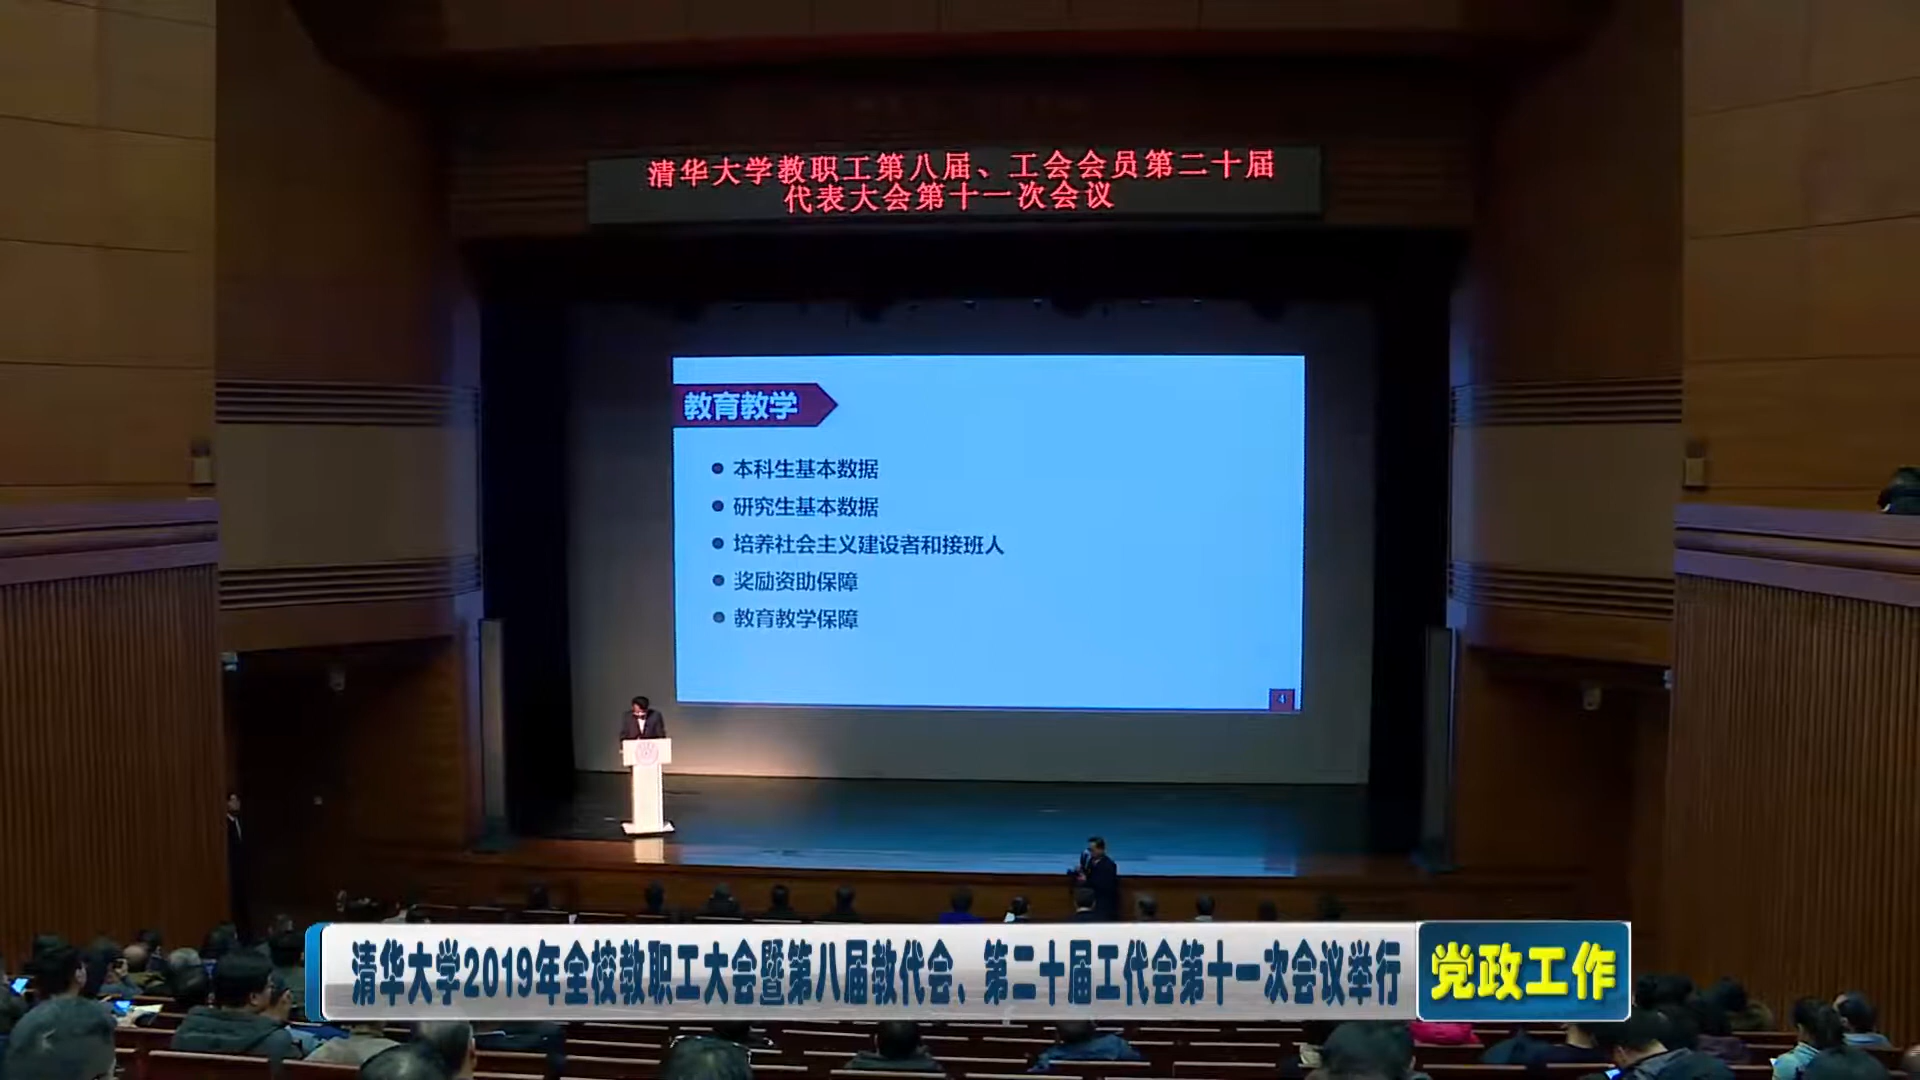 清华大学教职工第八届、工会会员第二十届
代表大会第十一次会议
教育教学
本科生基本数据
研究生基本数据
培养社会主义建设者和接班人
奖励资助保障
教育教学保障
4
清华大学2019年全校教职工大会暨第八届教代会、第二十届工代会第十一次会议举行
党政工作